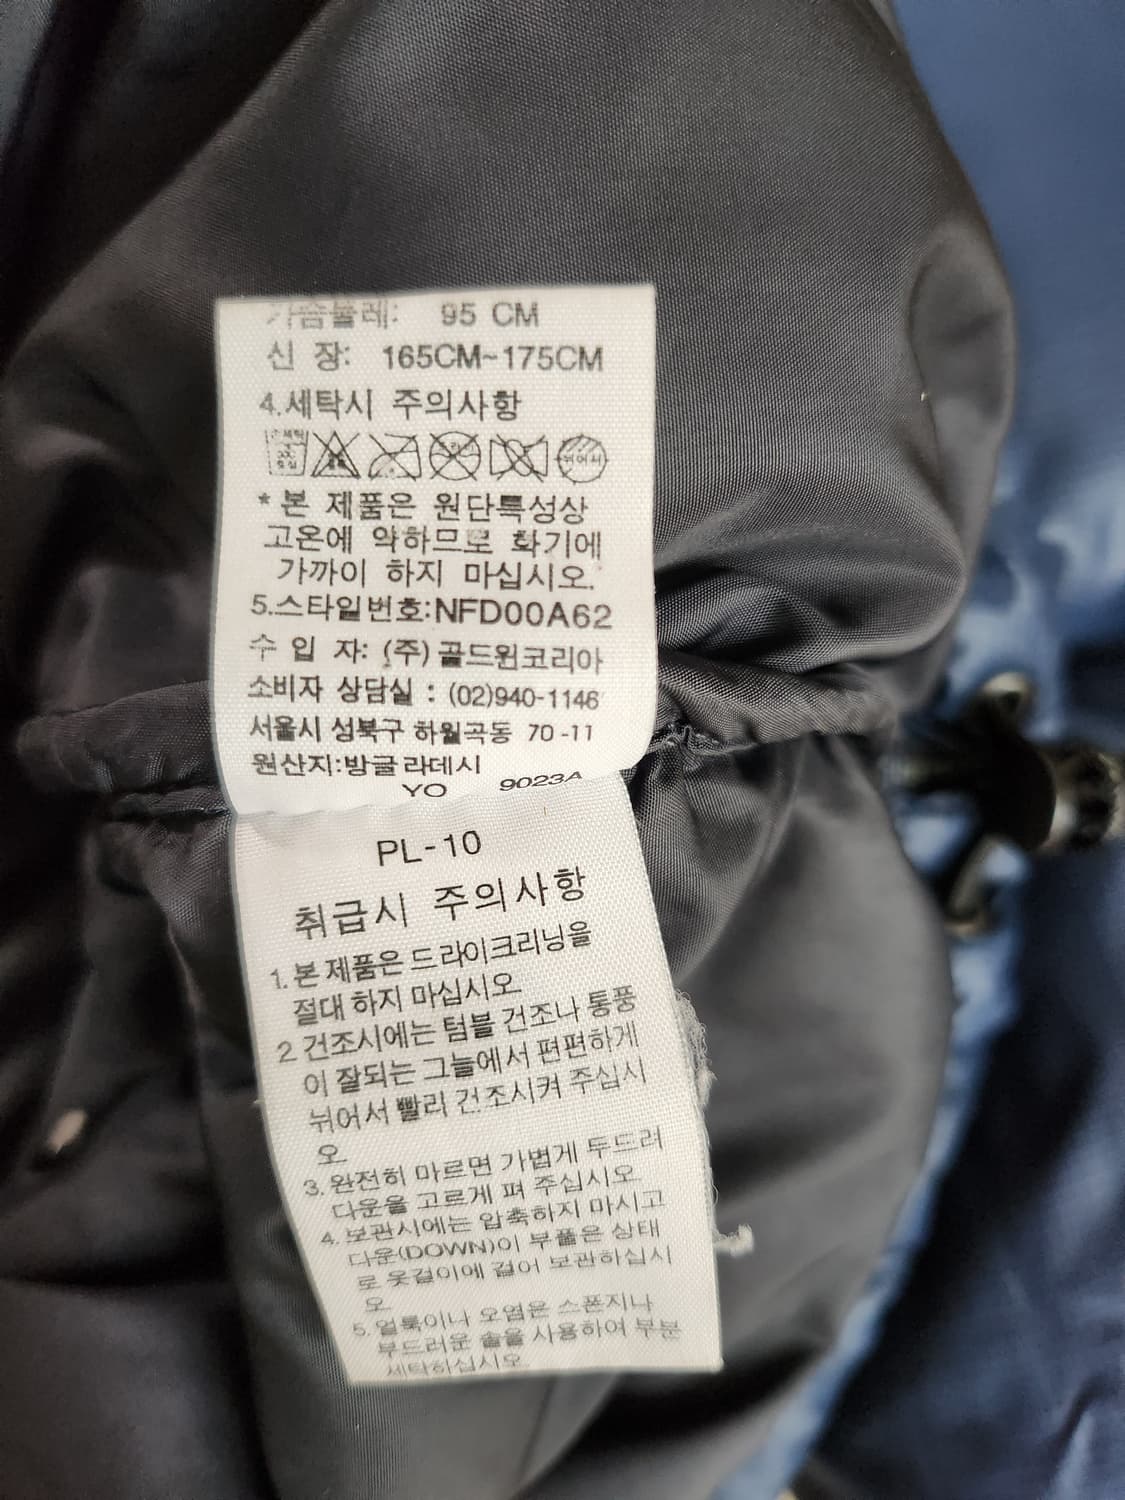 가슴둘레: 95 CM
신 장: 165CM~175CM
4.세탁시 주의사항
* 본 제품은 원단특성상
고온에 약하므로 화기에
가까이 하지 마십시오.
5.스타일번호:NFD00A62
수 입 자: (주) 골드윈코리아
소비자 상담실 : (02)940-1146
서울시 성북구 하월곡동 70-11
원산지:방글라데시
YO 9023A
PL-10
취급시 주의사항
1. 본 제품은 드라이크리닝을
절대 하지 마십시오.
2. 건조시에는 텀블 건조나 통풍
이 잘되는 그늘에서 편편하게
뉘어서 빨리 건조시켜 주십시
오.
3. 완전히 마르면 가볍게 두드려
다운을 고르게 펴 주십시오.
4. 보관시에는 압축하지 마시고
다운(DOWN)이 부풀은 상태
로 옷걸이에 걸어 보관하십시
오.
5. 얼룩이나 오염은 스폰지나
부드러운 솔을 사용하여 부분
세탁하십시오.